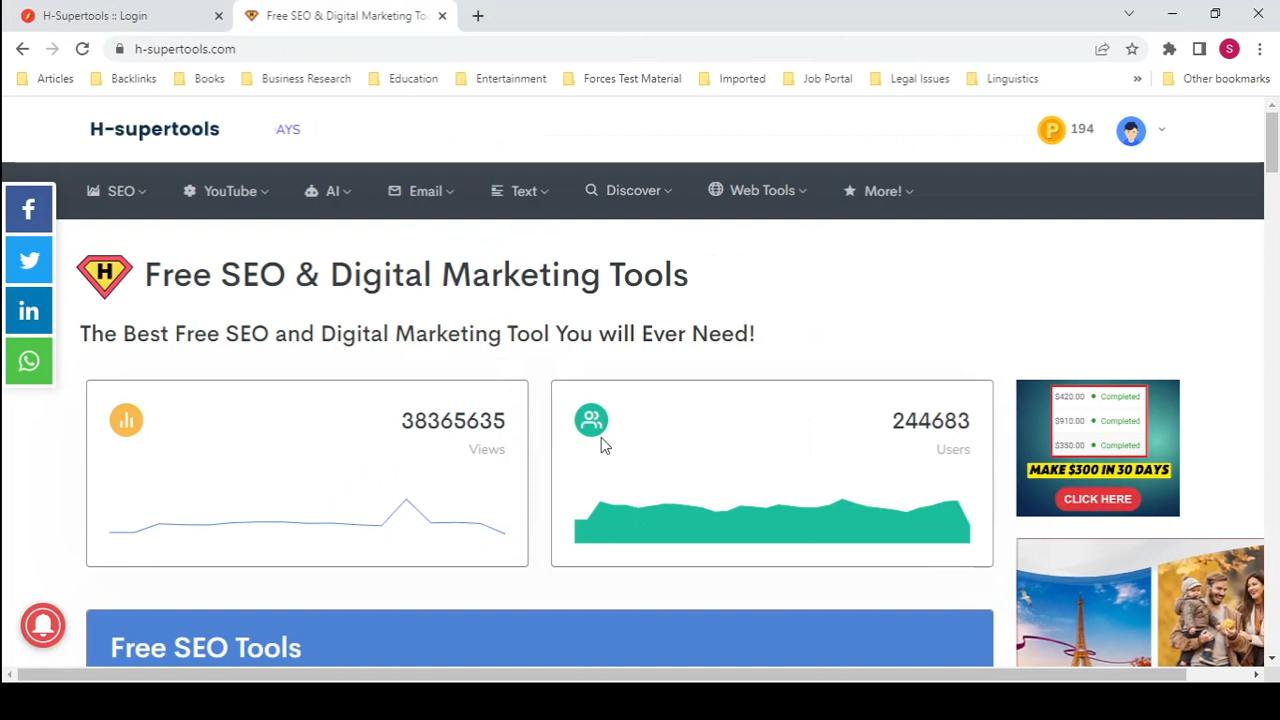 H-Supertools :: Login
Free SEO & Digital Marketing To
h-supertools.com
S
Articles
Backlinks
Books
Business Research
Education
Entertainment
Forces Test Material
Imported
Job Portal
Legal Issues
Linguistics
»
Other bookmarks
H-supertools
AYS
P
194
SEO
YouTube
AI
Email
Text
Discover
Web Tools
More!
H
Free SEO & Digital Marketing Tools
The Best Free SEO and Digital Marketing Tool You will Ever Need!
38365635
Views
244683
Users
$420.00 Completed
$910.00 Completed
$350.00 Completed
MAKE $300 IN 30 DAYS
CLICK HERE
Free SEO Tools